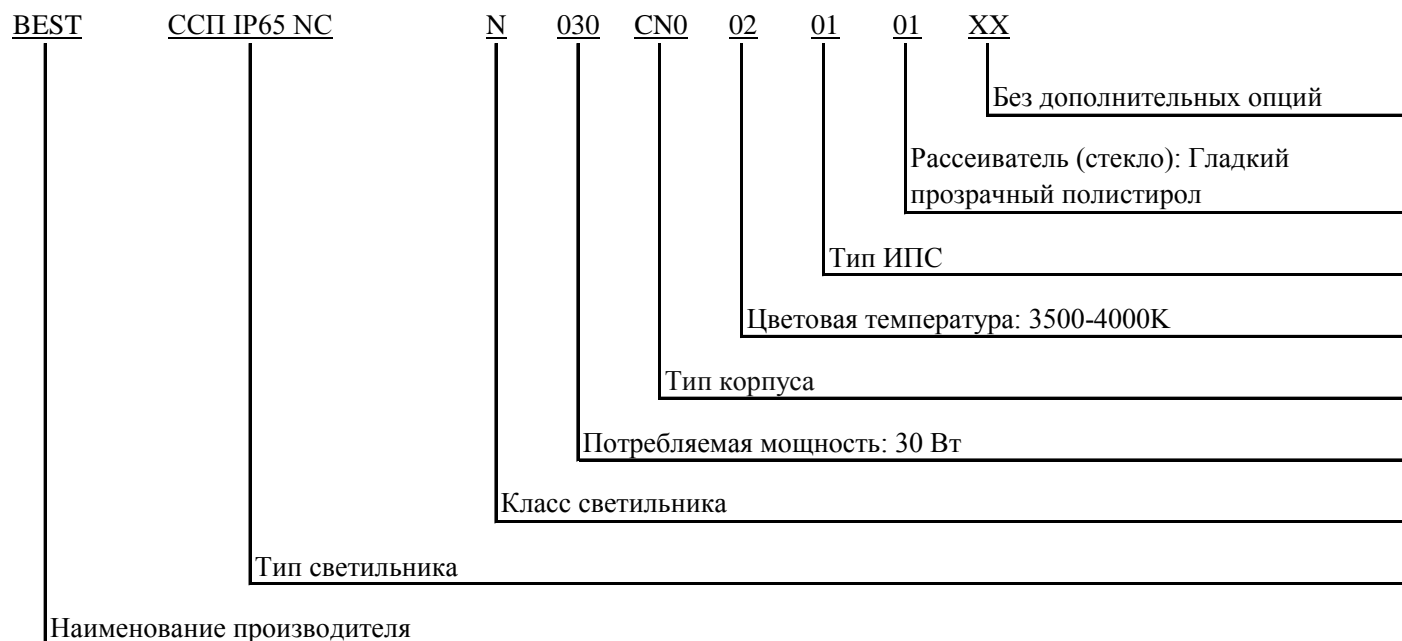 BEST ССП IP65 NC N 030 CN0 02 01 01 XX
Без дополнительных опций
Рассеиватель (стекло): Гладкий
прозрачный полистирол
Тип ИПС
Цветовая температура: 3500-4000К
Тип корпуса
Потребляемая мощность: 30 Вт
Класс светильника
Тип светильника
Наименование производителя